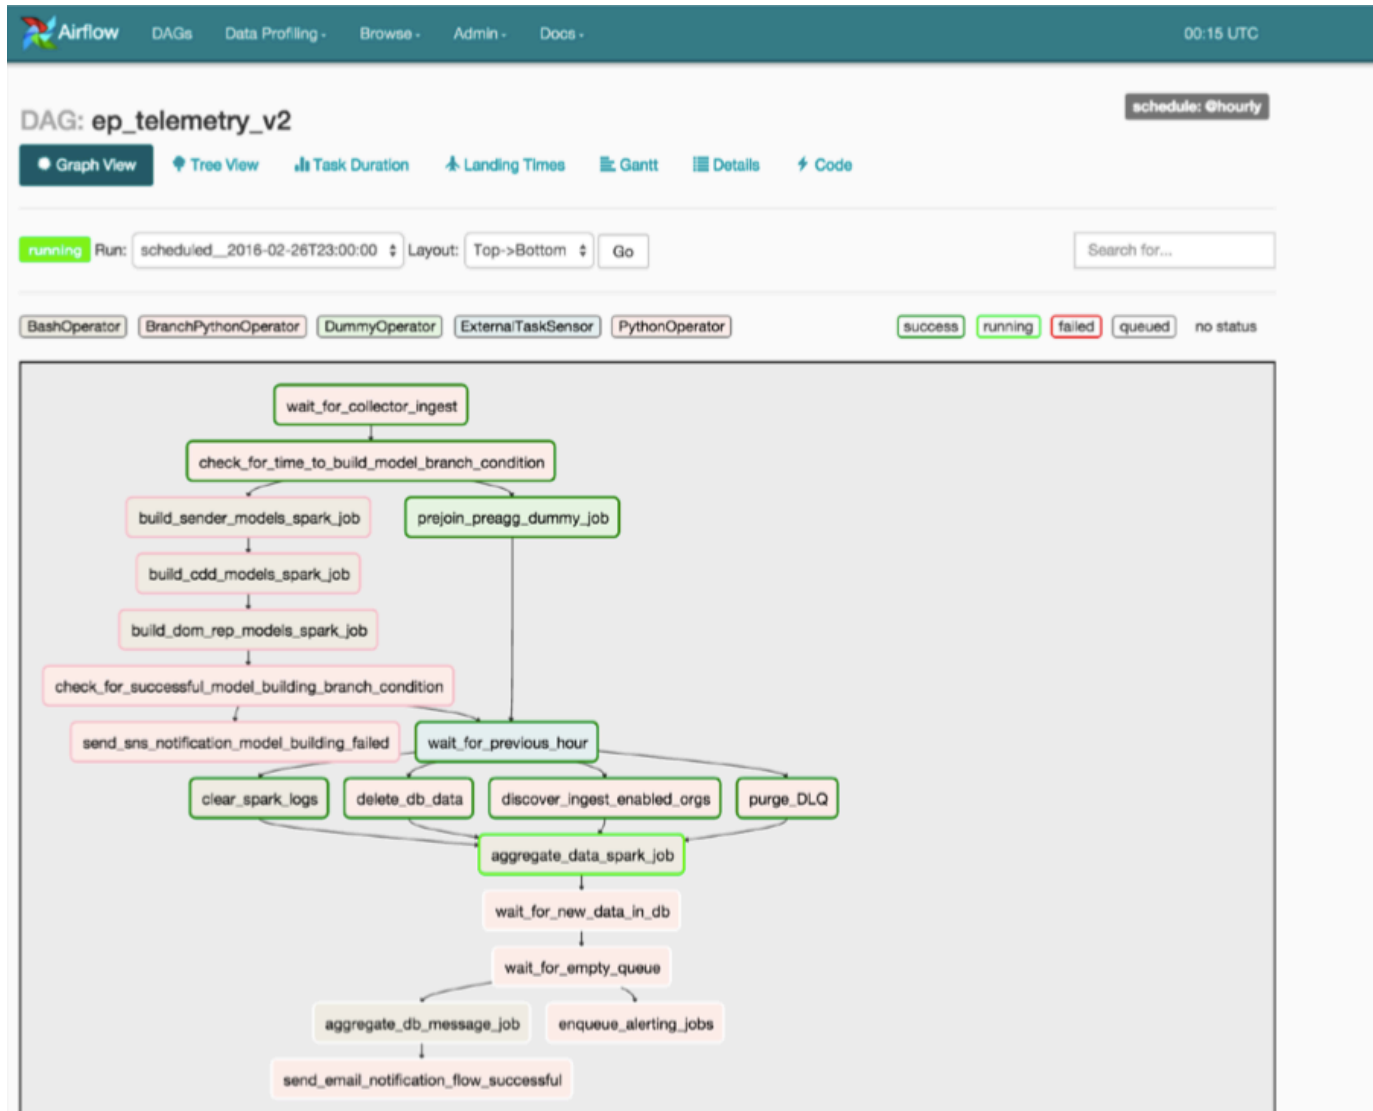 Airflow DAGs Data Profiling Browse Admin Docs 00:15 UTC
schedule: @hourly
DAG: ep_telemetry_v2
Graph View Tree View Task Duration Landing Times Gantt Details Code
running Run: scheduled__2016-02-26T23:00:00 Layout: Top->Bottom Go Search for...
BashOperator BranchPythonOperator DummyOperator ExternalTaskSensor PythonOperator success running failed queued no status
wait_for_collector_ingest
check_for_time_to_build_model_branch_condition
build_sender_models_spark_job prejoin_preagg_dummy_job
build_cdd_models_spark_job
build_dom_rep_models_spark_job
check_for_successful_model_building_branch_condition
send_sns_notification_model_building_failed wait_for_previous_hour
clear_spark_logs delete_db_data discover_ingest_enabled_orgs purge_DLQ
aggregate_data_spark_job
wait_for_new_data_in_db
wait_for_empty_queue
aggregate_db_message_job enqueue_alerting_jobs
send_email_notification_flow_successful